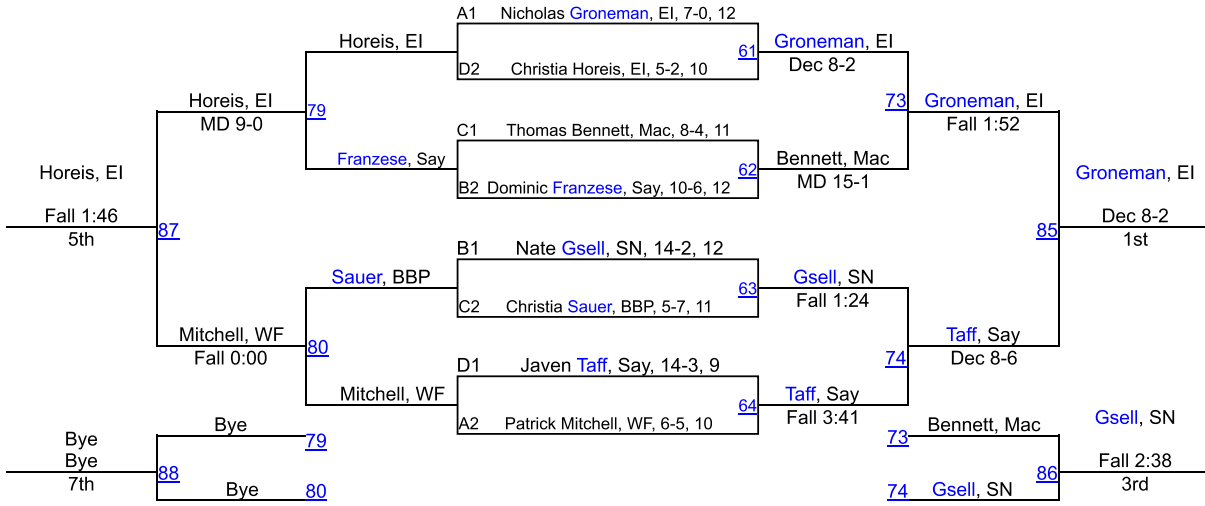 A1 Nicholas Groneman, EI, 7-0, 12
Horeis, EI
61
Groneman, EI
D2 Christia Horeis, EI, 5-2, 10
Dec 8-2
Horeis, EI
79
73
Groneman, EI
MD 9-0
Fall 1:52
C1 Thomas Bennett, Mac, 8-4, 11
Franzese, Say
62
Bennett, Mac
Horeis, EI
Groneman, EI
B2 Dominic Franzese, Say, 10-6, 12
MD 15-1
Fall 1:46
87
85
Dec 8-2
5th
1st
B1 Nate Gsell, SN, 14-2, 12
Sauer, BBP
63
Gsell, SN
C2 Christia Sauer, BBP, 5-7, 11
Fall 1:24
Mitchell, WF
80
74
Taff, Say
Fall 0:00
Dec 8-6
D1 Javen Taff, Say, 14-3, 9
Mitchell, WF
64
Taff, Say
A2 Patrick Mitchell, WF, 6-5, 10
Fall 3:41
Bye
79
73
Bennett, Mac
Gsell, SN
Bye
Bye
88
86
Fall 2:38
7th
3rd
Bye
80
74
Gsell, SN